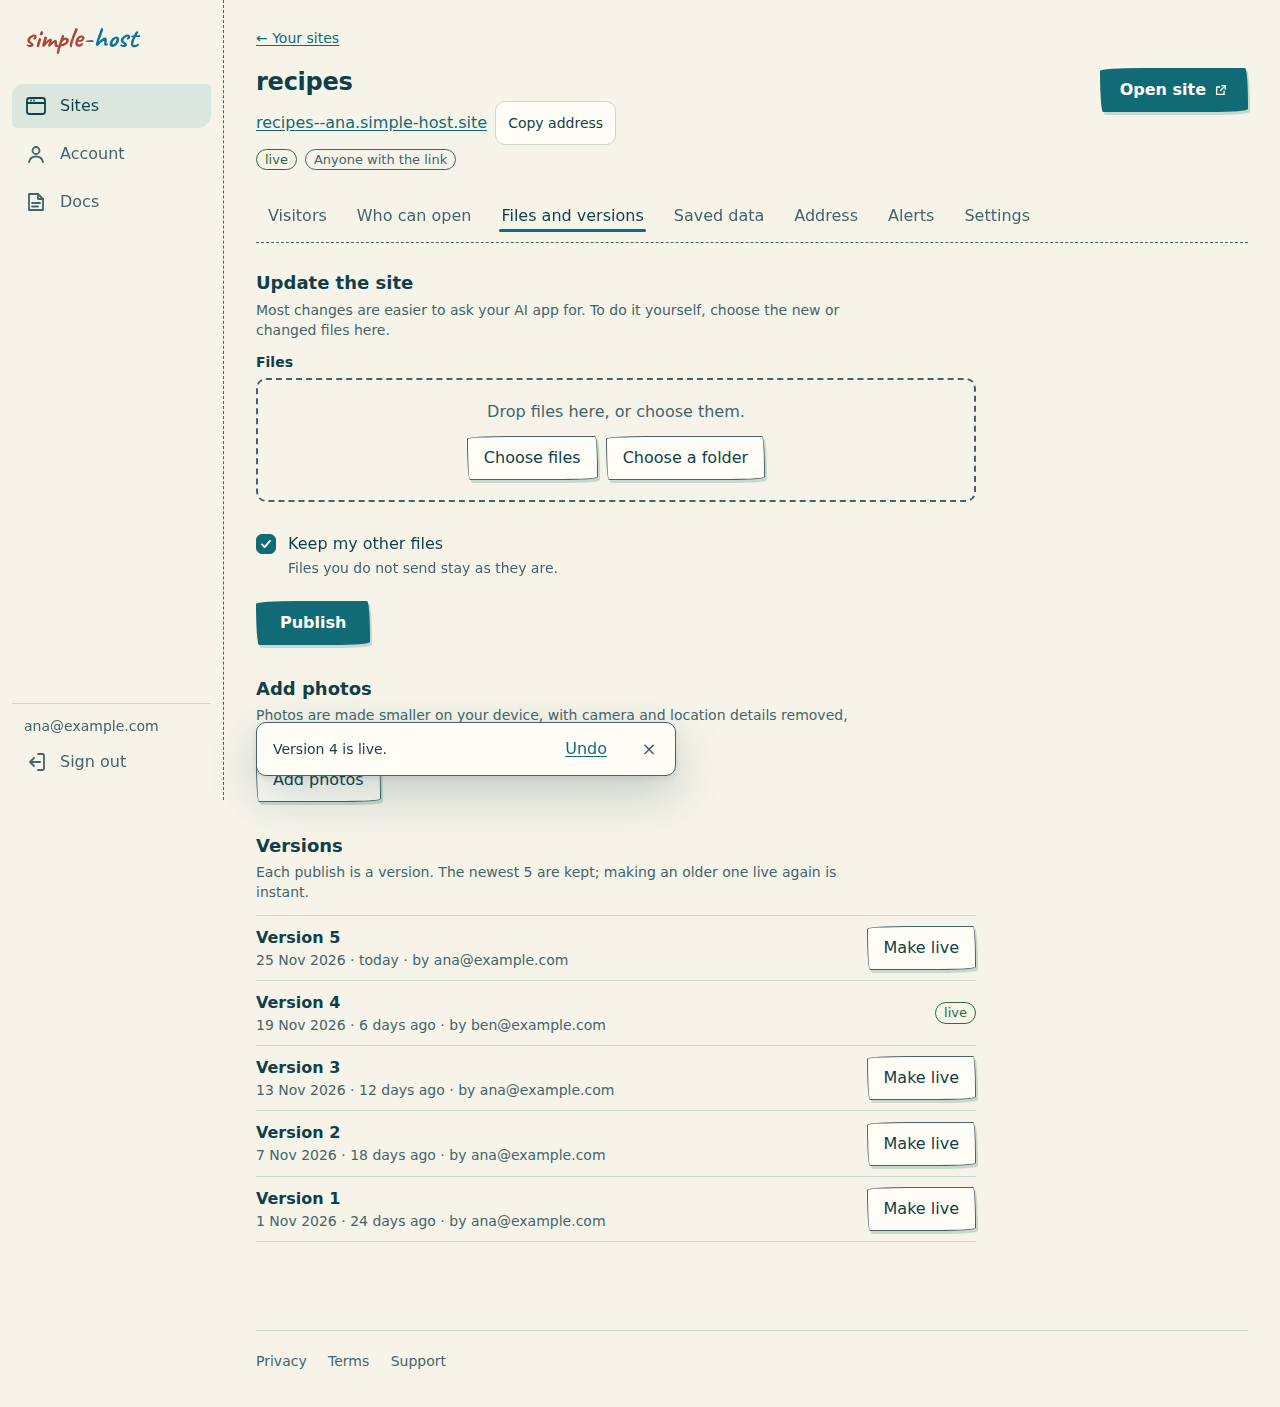 simple-host
Sites
Account
Docs
ana@example.com
Sign out
← Your sites
recipes
Open site
recipes--ana.simple-host.site
Copy address
live
Anyone with the link
Visitors
Who can open
Files and versions
Saved data
Address
Alerts
Settings
Update the site
Most changes are easier to ask your AI app for. To do it yourself, choose the new or
changed files here.
Files
Drop files here, or choose them.
Choose files
Choose a folder
Keep my other files
Files you do not send stay as they are.
Publish
Add photos
Photos are made smaller on your device, with camera and location details removed,
Version 4 is live.
Undo
×
Add photos
Versions
Each publish is a version. The newest 5 are kept; making an older one live again is
instant.
Version 5
25 Nov 2026 · today · by ana@example.com
Make live
Version 4
19 Nov 2026 · 6 days ago · by ben@example.com
live
Version 3
13 Nov 2026 · 12 days ago · by ana@example.com
Make live
Version 2
7 Nov 2026 · 18 days ago · by ana@example.com
Make live
Version 1
1 Nov 2026 · 24 days ago · by ana@example.com
Make live
Privacy
Terms
Support